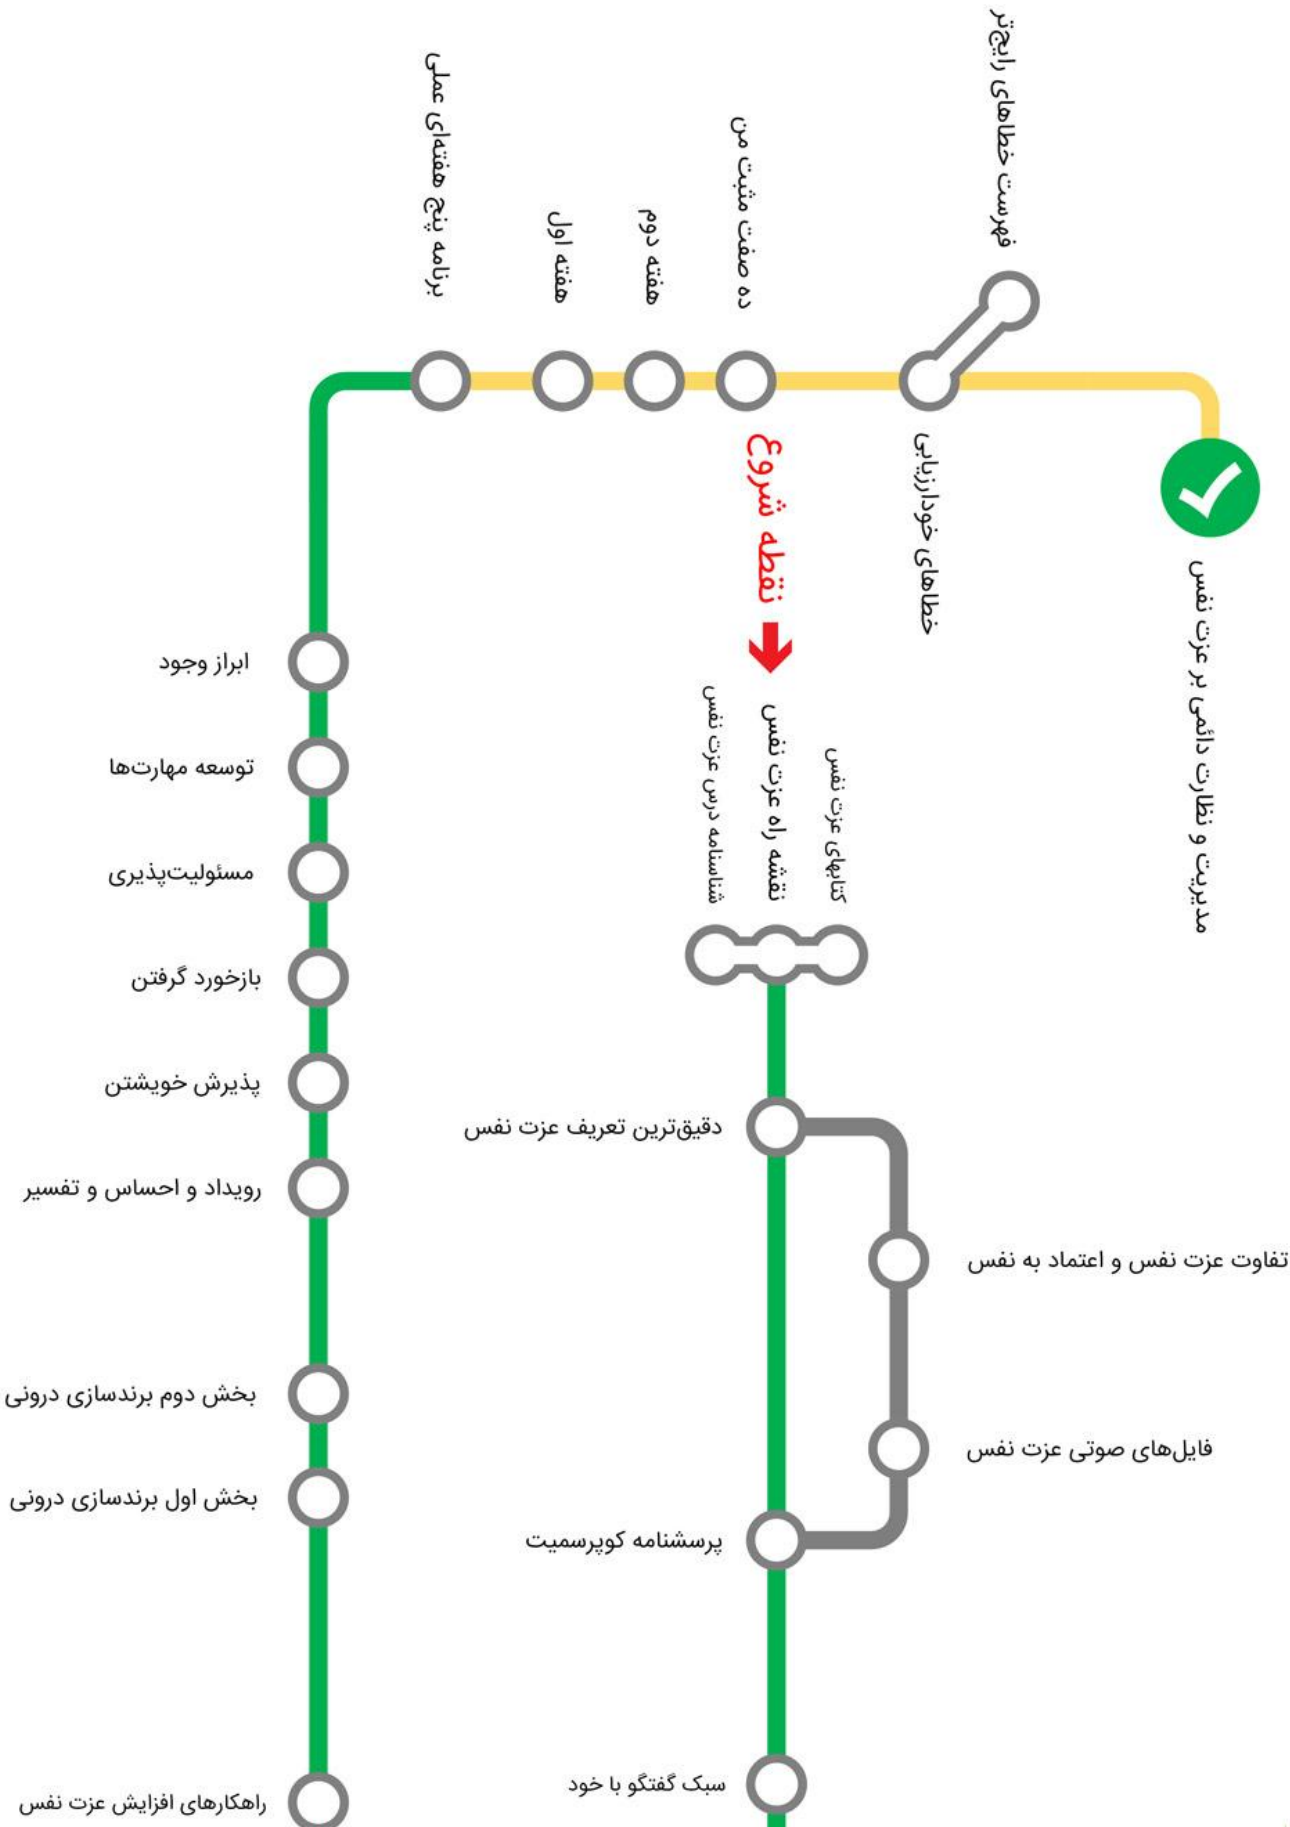 فهرست خطاهای رایج‌تر
برنامه پنج هفته‌ای عملی
هفته اول
هفته دوم
ده صفت مثبت من
خطاهای خودارزیابی
مدیریت و نظارت دائمی بر عزت نفس
نقطه شروع
شناسنامه درس عزت نفس
نقشه راه عزت نفس
کتابهای عزت نفس
ابراز وجود
توسعه مهارت‌ها
مسئولیت‌پذیری
بازخورد گرفتن
پذیرش خویشتن
رویداد و احساس و تفسیر
بخش دوم برندسازی درونی
بخش اول برندسازی درونی
راهکارهای افزایش عزت نفس
دقیق‌ترین تعریف عزت نفس
تفاوت عزت نفس و اعتماد به نفس
فایل‌های صوتی عزت نفس
پرسشنامه کوپرسمیت
سبک گفتگو با خود